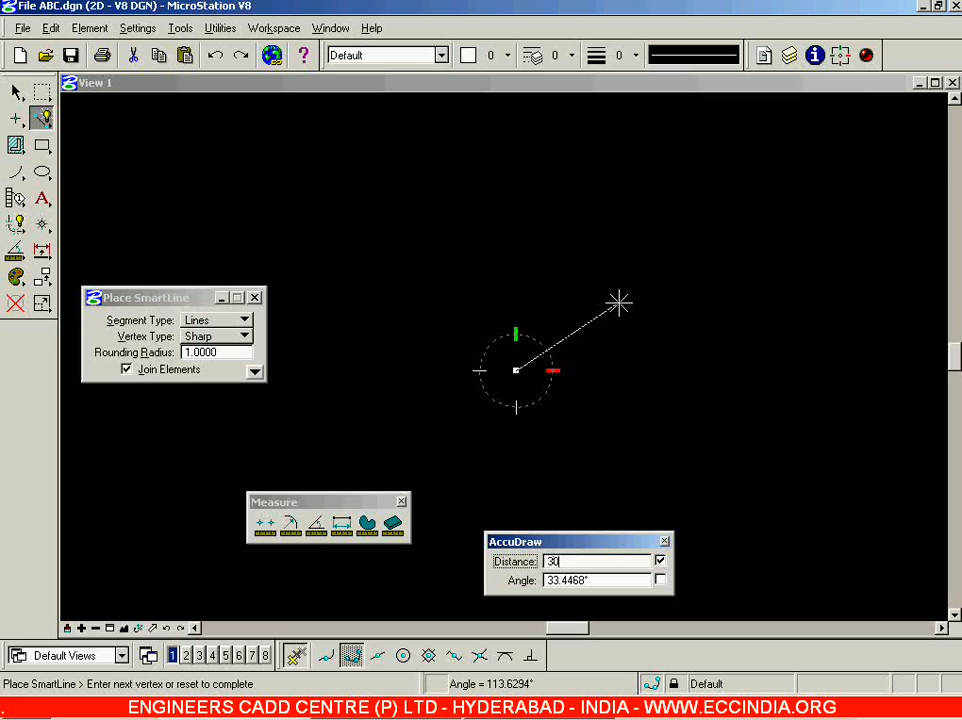 File ABC.dgn (2D - V8 DGN) - MicroStation V8
File Edit Element Settings Tools Utilities Workspace Window Help
Default 0 0 0
View 1
Place SmartLine
Segment Type: Lines
Vertex Type: Sharp
Rounding Radius: 1.0000
Join Elements
Measure
AccuDraw
Distance: 30
Angle: 33.4468°
Default Views 1 2 3 4 5 6 7 8
Place SmartLine > Enter next vertex or reset to complete Angle = 113.6294° Default
. ENGINEERS CADD CENTRE (P) LTD - HYDERABAD - INDIA - WWW.ECCINDIA.ORG